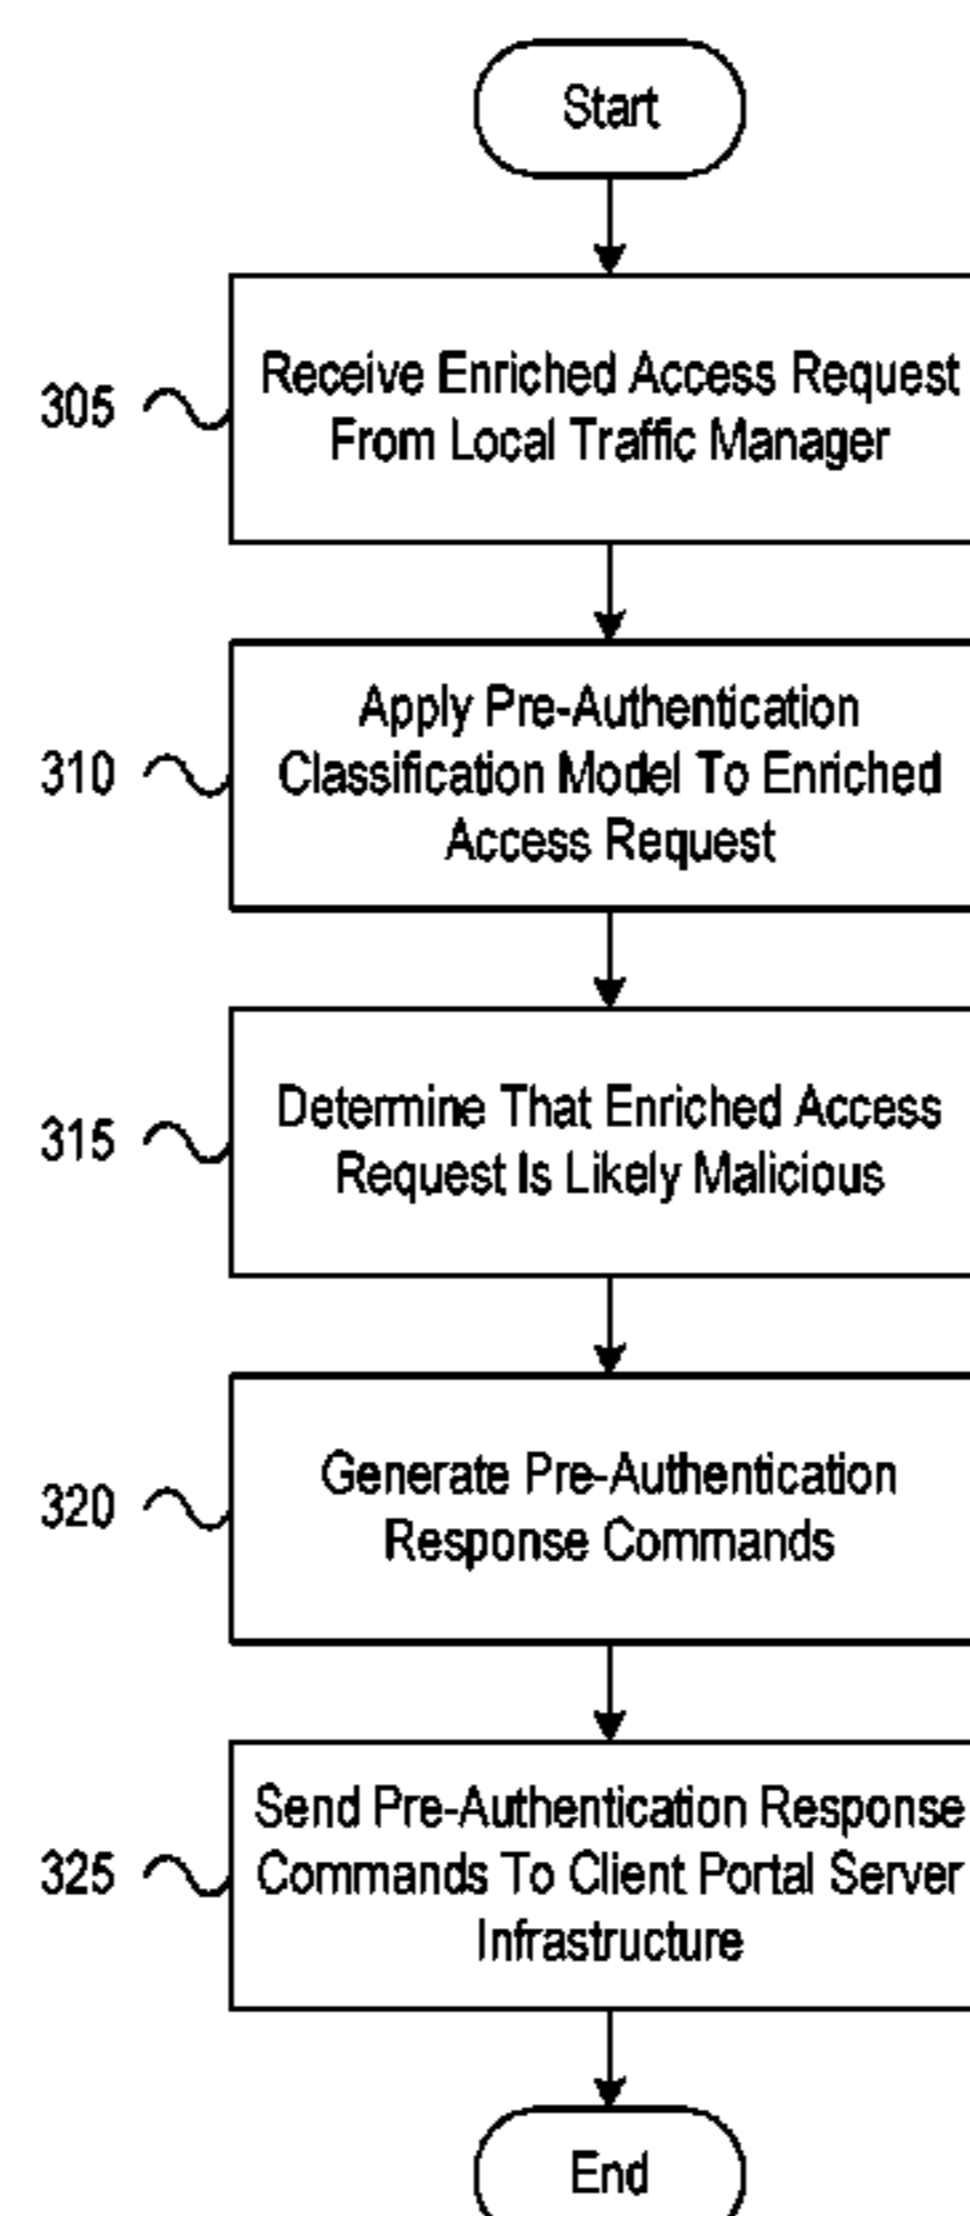 Start
305
Receive Enriched Access Request
From Local Traffic Manager
310
Apply Pre-Authentication
Classification Model To Enriched
Access Request
315
Determine That Enriched Access
Request Is Likely Malicious
320
Generate Pre-Authentication
Response Commands
325
Send Pre-Authentication Response
Commands To Client Portal Server
Infrastructure
End